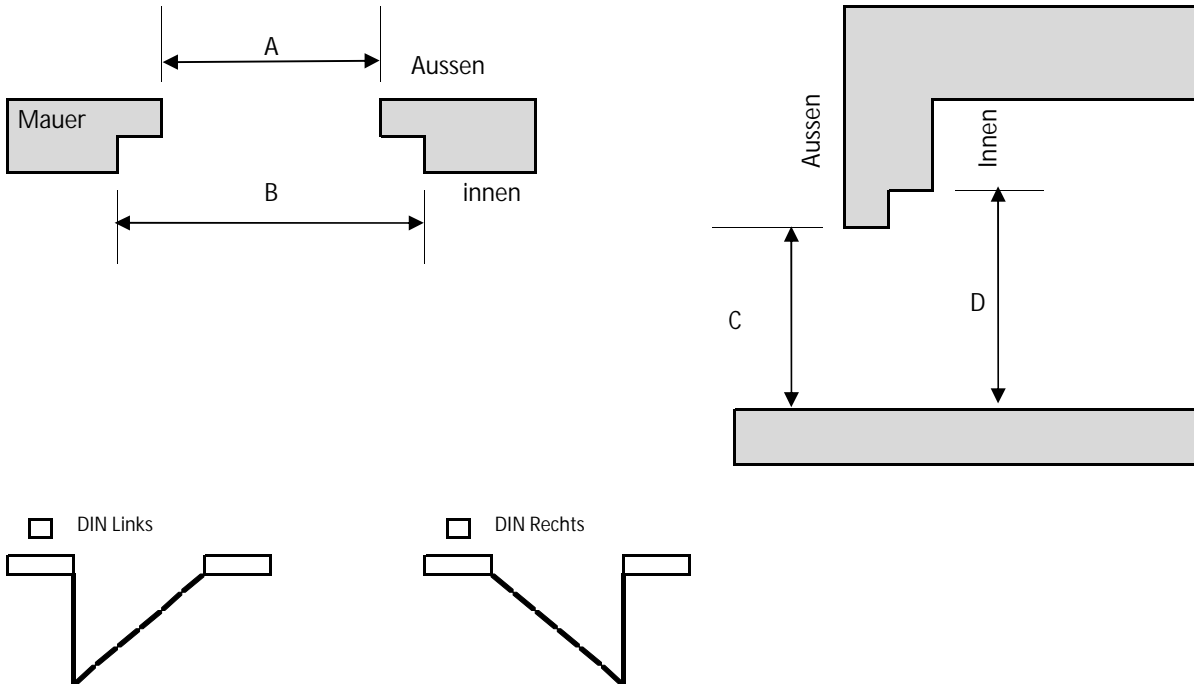 A
Aussen
Mauer
B
innen
Aussen
Innen
C
D
DIN Links
DIN Rechts